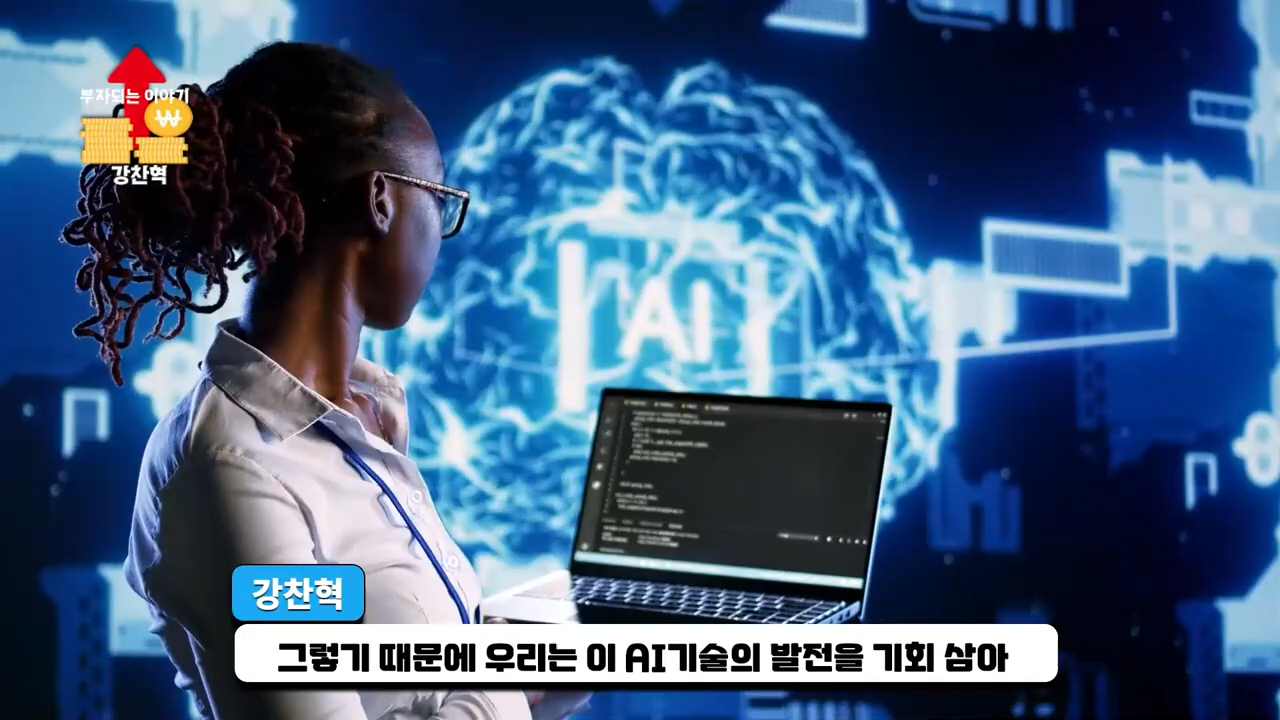 부자되는 이야기
₩
강찬혁
AI
강찬혁
그렇기 때문에 우리는 이 AI기술의 발전을 기회 삼아